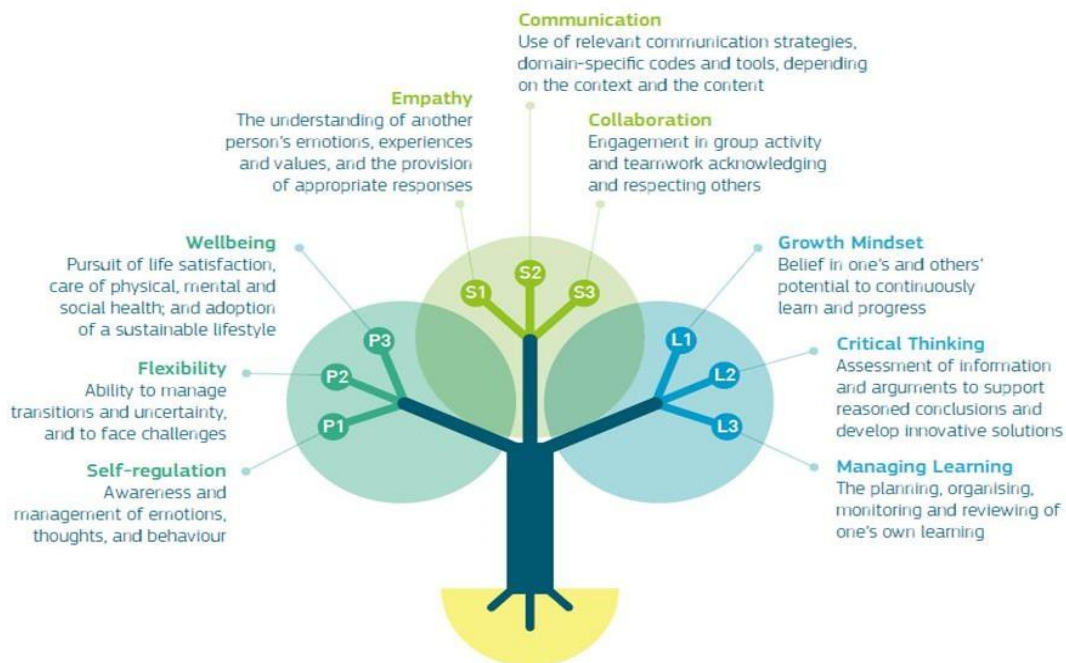 Communication
Use of relevant communication strategies,
domain-specific codes and tools, depending
on the context and the content
Empathy
The understanding of another
person's emotions, experiences
and values, and the provision
of appropriate responses
Collaboration
Engagement in group activity
and teamwork acknowledging
and respecting others
Wellbeing
Pursuit of life satisfaction,
care of physical, mental and
social health; and adoption
of a sustainable lifestyle
Flexibility
Ability to manage
transitions and uncertainty,
and to face challenges
Self-regulation
Awareness and
management of emotions,
thoughts, and behaviour
P3
P2
P1
S1
S2
S3
L1
L2
L3
Growth Mindset
Belief in one's and others'
potential to continuously
learn and progress
Critical Thinking
Assessment of information
and arguments to support
reasoned conclusions and
develop innovative solutions
Managing Learning
The planning, organising,
monitoring and reviewing of
one's own learning